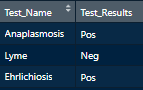 Test_Name Test_Results
Anaplasmosis Pos
Lyme Neg
Ehrlichiosis Pos